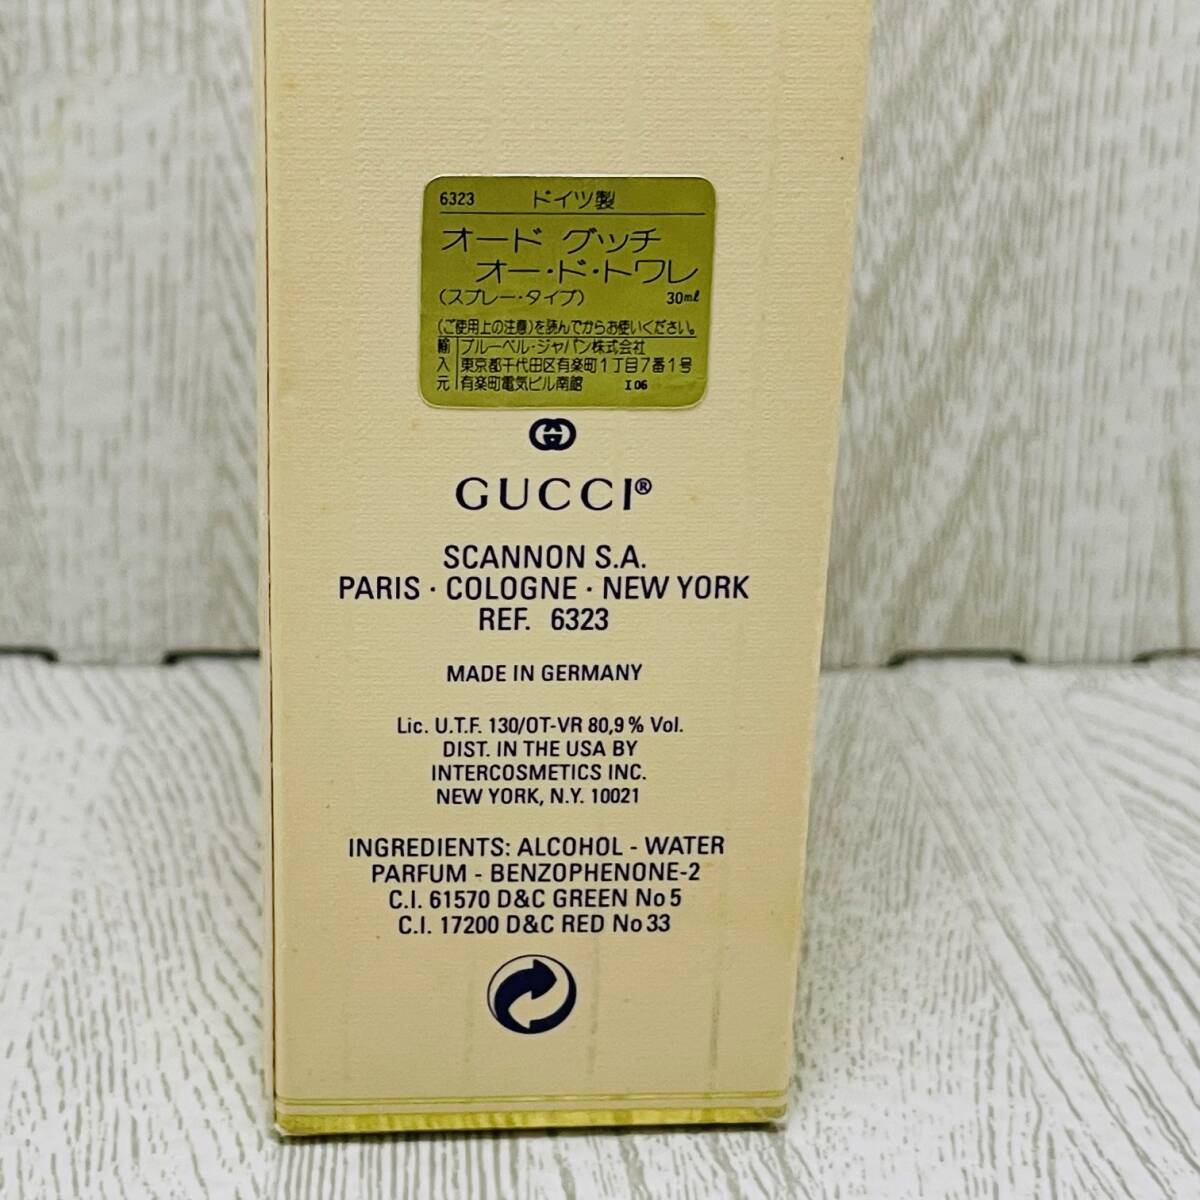 6323 ドイツ製
オード グッチ
オー・ド・トワレ
(スプレー・タイプ) 30ml
(ご使用上の注意)を読んでからお使いください。
輸 ブルーベル・ジャパン株式会社
入 東京都千代田区有楽町1丁目7番1号
元 有楽町電気ビル南館 I 06
GUCCI®
SCANNON S.A.
PARIS · COLOGNE · NEW YORK
REF. 6323
MADE IN GERMANY
Lic. U.T.F. 130/OT-VR 80,9% Vol.
DIST. IN THE USA BY
INTERCOSMETICS INC.
NEW YORK, N.Y. 10021
INGREDIENTS: ALCOHOL - WATER
PARFUM - BENZOPHENONE-2
C.I. 61570 D&C GREEN No 5
C.I. 17200 D&C RED No 33